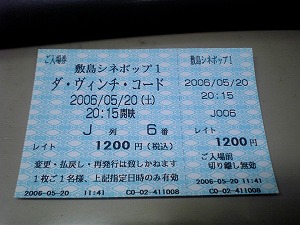 ご入場券
敷島シネポップ1
ダ・ヴィンチ・コード
2006/05/20(土)
20:15開映
J 列 6番
レイト 1200円(税込)
変更・払戻し・再発行は致しかねます
1枚ご1名様、上記指定日時のみ有効
2006-05-20 11:41 CO-02-411008
敷島シネポップ1
2006/05/20
20:15
J006
レイト
1200円
ご入場前
切り離し無効
2006-05-20 11:41
CO-02-411008